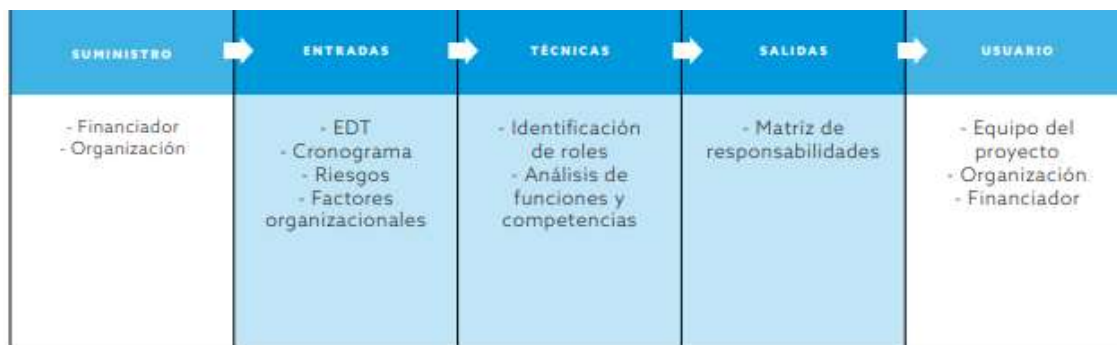 SUMINISTRO
ENTRADAS
TÉCNICAS
SALIDAS
USUARIO
- Financiador
- Organización
- EDT
- Cronograma
- Riesgos
- Factores
organizacionales
- Identificación
de roles
- Análisis de
funciones y
competencias
- Matriz de
responsabilidades
- Equipo del
proyecto
- Organización
- Financiador